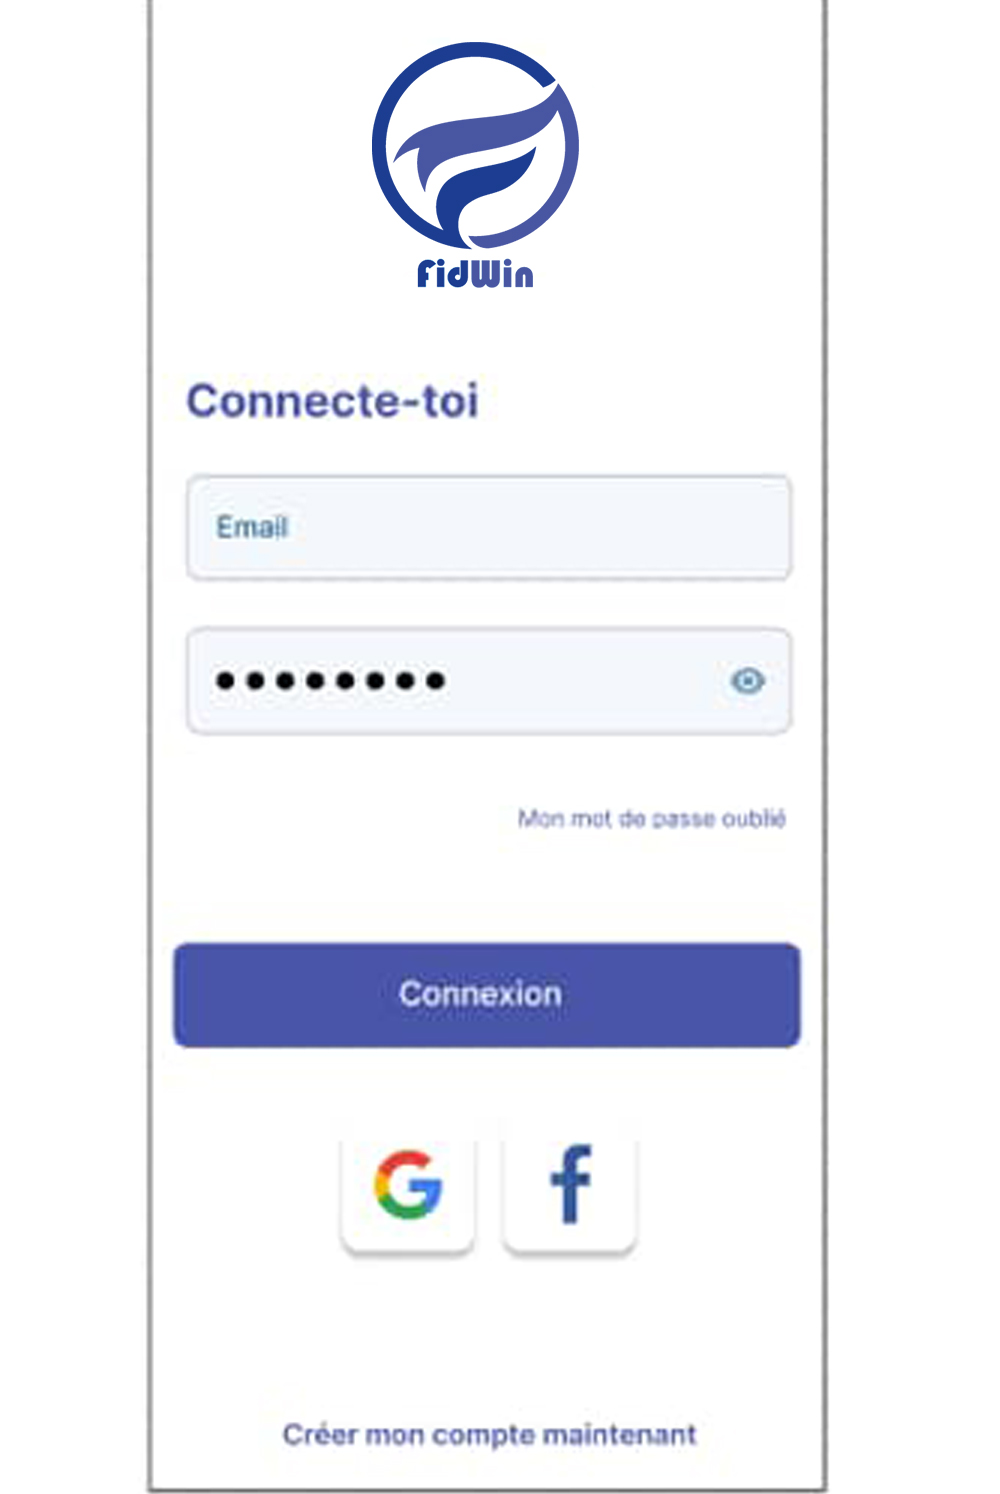 FidWin
Connecte-toi
Email
Mon mot de passe oublié
Connexion
Créer mon compte maintenant